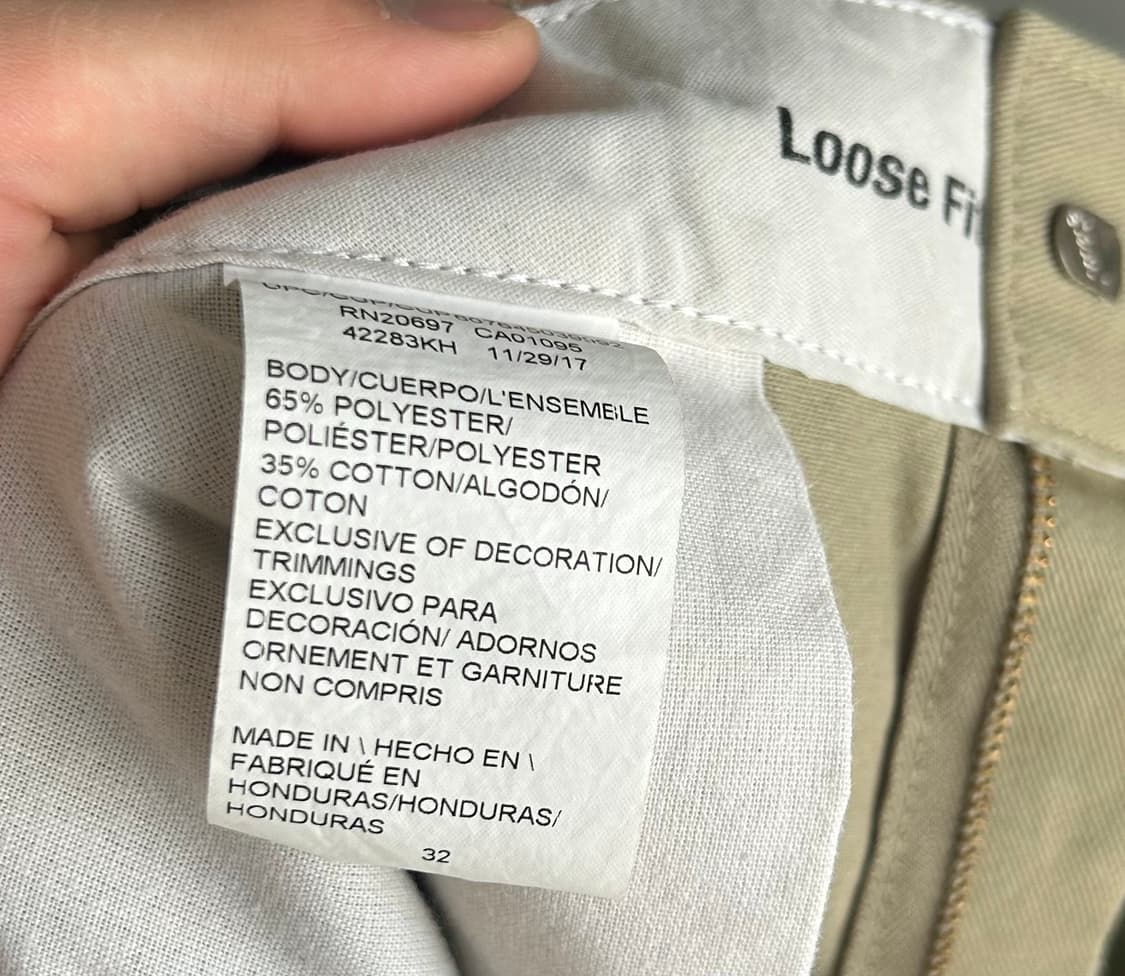 Loose Fit
RN20697 CA01095
42283KH 11/29/17
BODY/CUERPO/L'ENSEMBLE
65% POLYESTER/
POLIÉSTER/POLYESTER
35% COTTON/ALGODÓN/
COTON
EXCLUSIVE OF DECORATION/
TRIMMINGS
EXCLUSIVO PARA
DECORACIÓN/ ADORNOS
ORNEMENT ET GARNITURE
NON COMPRIS
MADE IN \ HECHO EN \
FABRIQUÉ EN
HONDURAS/HONDURAS/
HONDURAS
32